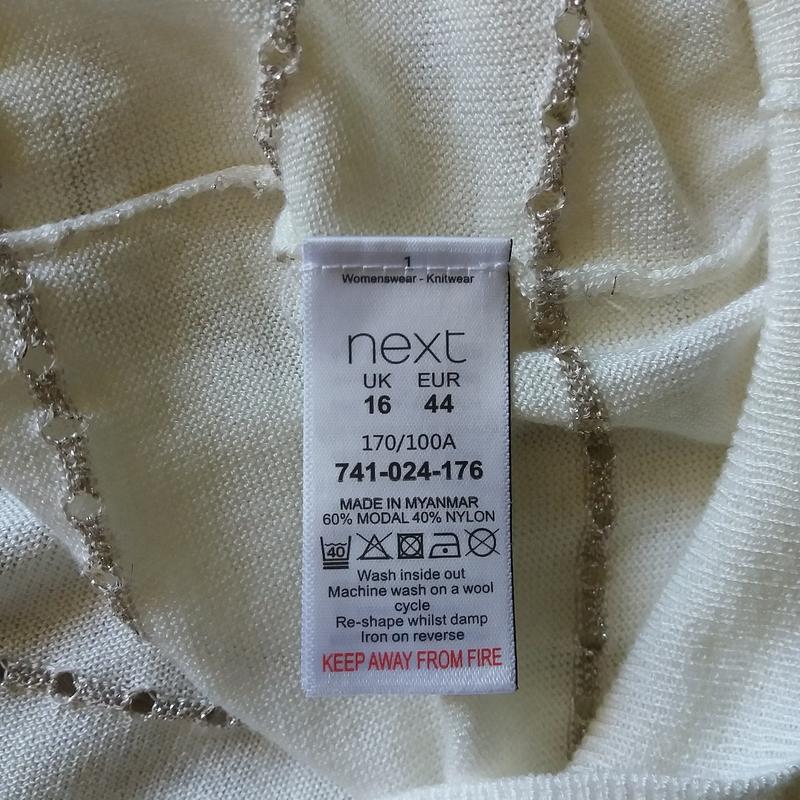 1
Womenswear - Knitwear
next
UK EUR
16 44
170/100A
741-024-176
MADE IN MYANMAR
60% MODAL 40% NYLON
40
Wash inside out
Machine wash on a wool
cycle
Re-shape whilst damp
Iron on reverse
KEEP AWAY FROM FIRE